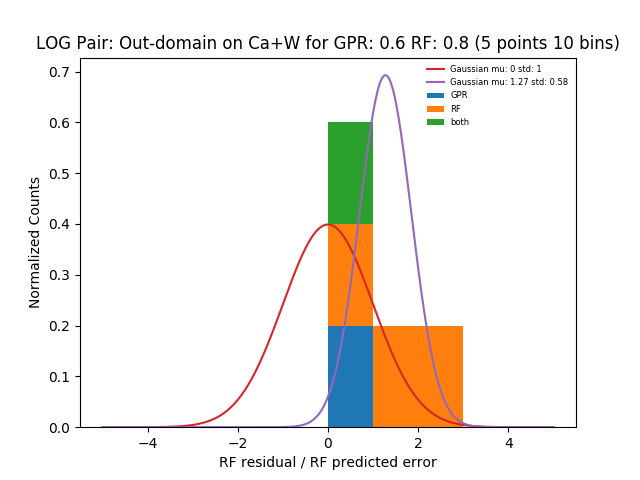 LOG Pair: Out-domain on Ca+W for GPR: 0.6 RF: 0.8 (5 points 10 bins)
Gaussian mu: 0 std: 1
Gaussian mu: 1.27 std: 0.58
GPR
RF
both
Normalized Counts
0.7
0.6
0.5
0.4
0.3
0.2
0.1
0.0
−4
−2
0
2
4
RF residual / RF predicted error